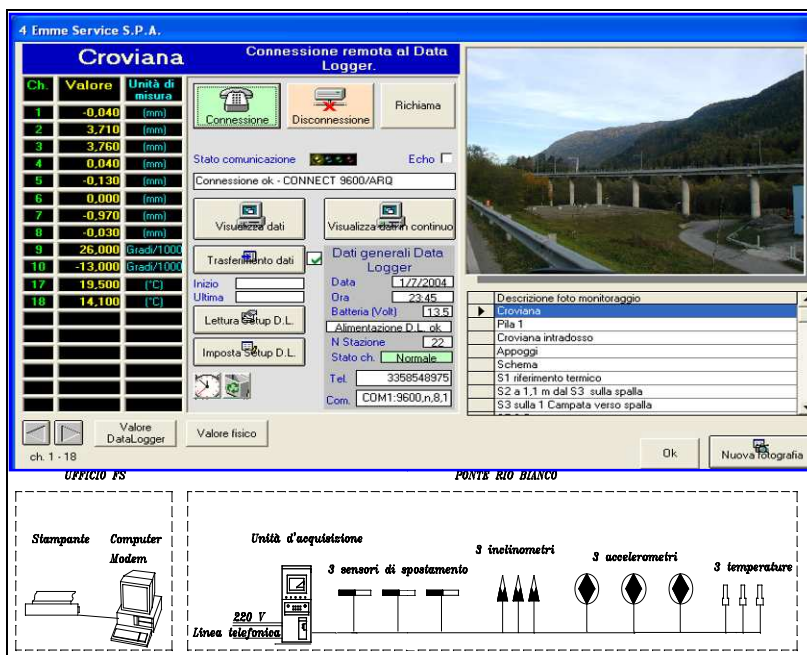 4 Emme Service S.P.A.
Croviana
Connessione remota al Data
Logger.
Ch. Valore Unità di
misura
1 -0,040 (mm)
2 3,710 (mm)
3 3,760 (mm)
4 0,040 (mm)
5 -0,130 (mm)
6 0,000 (mm)
7 -0,970 (mm)
8 -0,030 (mm)
9 26,000 Gradi/1000
10 -13,000 Gradi/1000
17 19,500 (°C)
18 14,100 (°C)
Connessione
Disconnessione
Richiama
Stato comunicazione
Echo
Connessione ok - CONNECT 9600/ARQ
Visualizza dati
Visualizza dati in continuo
Trasferimento dati
Inizio
Ultima
Lettura Setup D.L.
Imposta Setup D.L.
Dati generali Data
Logger
Data 1/7/2004
Ora 23:45
Batteria (Volt) 13.5
Alimentazione D.L. ok
N Stazione 22
Stato ch. Normale
Tel. 3358548975
Com. COM1:9600,n,8,1
Descrizione foto monitoraggio
Croviana
Pila 1
Croviana intradosso
Appoggi
Schema
S1 riferimento termico
S2 a 1,1 m dal S3 sulla spalla
S3 sulla 1 Campata verso spalla
Valore
DataLogger
Valore fisico
ch. 1 - 18
Ok
Nuova fotografia
UFFICIO FS
PONTE RIO BIANCO
Stampante
Computer
Modem
Unità d'acquisizione
3 sensori di spostamento
3 inclinometri
3 accelerometri
3 temperature
220 V
Linea telefonica